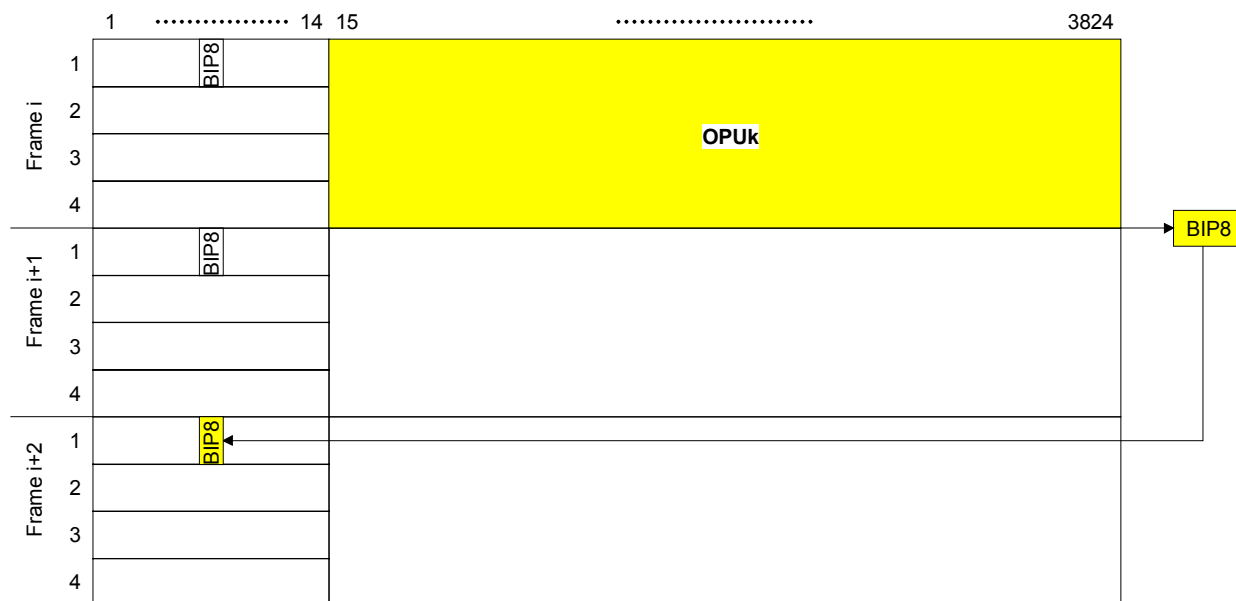 1 ................... 14 15 ............................ 3824
Frame i
1 BIP8
2
3
4
OPUk
BIP8
Frame i+1
1 BIP8
2
3
4
Frame i+2
1 BIP8
2
3
4